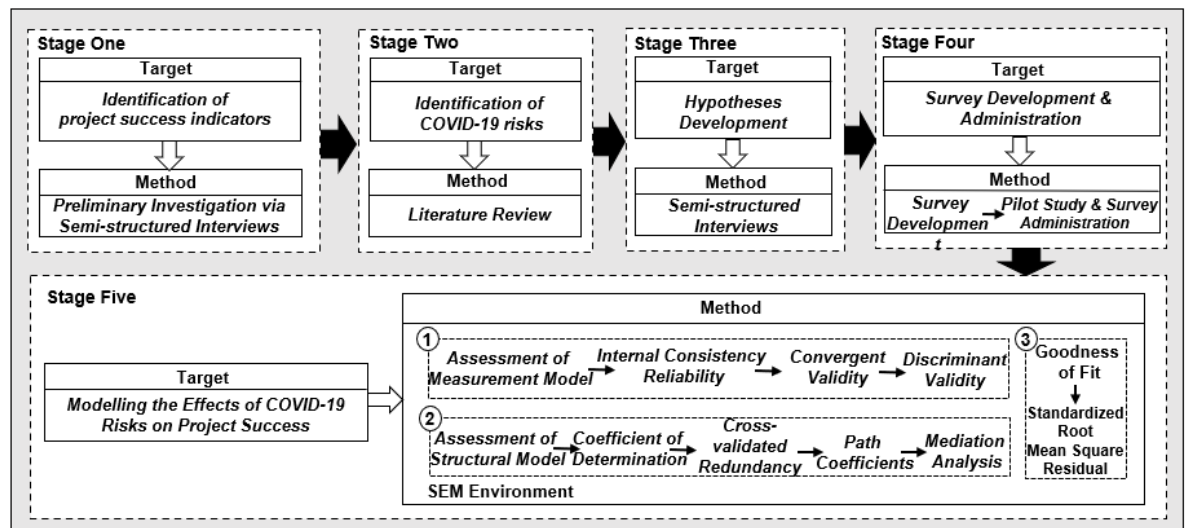 Stage One
Target
Identification of
project success indicators
Method
Preliminary Investigation via
Semi-structured Interviews
Stage Two
Target
Identification of
COVID-19 risks
Method
Literature Review
Stage Three
Target
Hypotheses
Development
Method
Semi-structured
Interviews
Stage Four
Target
Survey Development &
Administration
Method
Survey
Developmen
t
Pilot Study & Survey
Administration
Stage Five
Target
Modelling the Effects of COVID-19
Risks on Project Success
Method
1
Assessment of
Measurement Model
Internal Consistency
Reliability
Convergent
Validity
Discriminant
Validity
2
Assessment of
Structural Model
Coefficient of
Determination
Cross-
validated
Redundancy
Path
Coefficients
Mediation
Analysis
3
Goodness
of Fit
Standardized
Root
Mean Square
Residual
SEM Environment